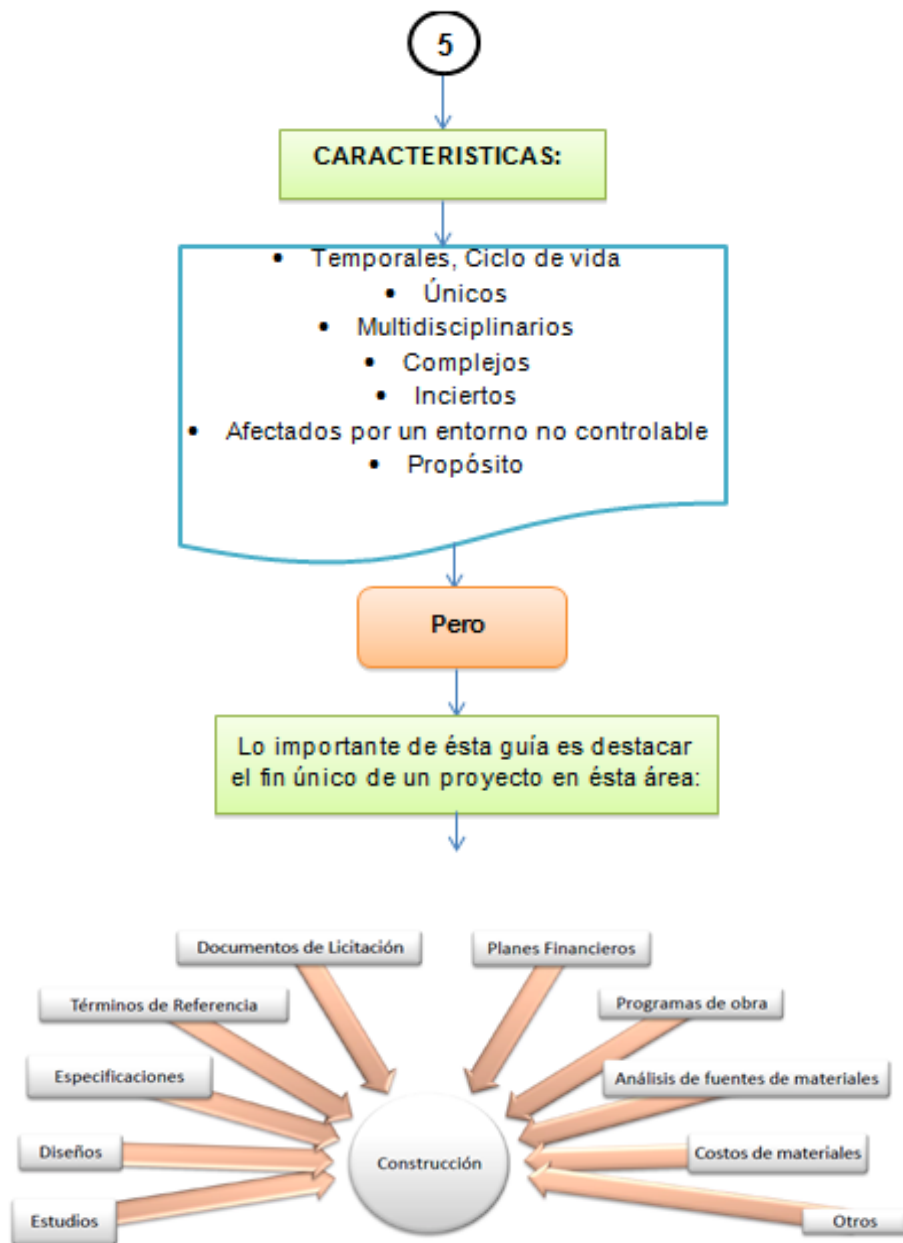 5
CARACTERISTICAS:
• Temporales, Ciclo de vida
• Únicos
• Multidisciplinarios
• Complejos
• Inciertos
• Afectados por un entorno no controlable
• Propósito
Pero
Lo importante de ésta guía es destacar
el fin único de un proyecto en ésta área:
Documentos de Licitación
Planes Financieros
Términos de Referencia
Programas de obra
Especificaciones
Análisis de fuentes de materiales
Diseños
Construcción
Costos de materiales
Estudios
Otros